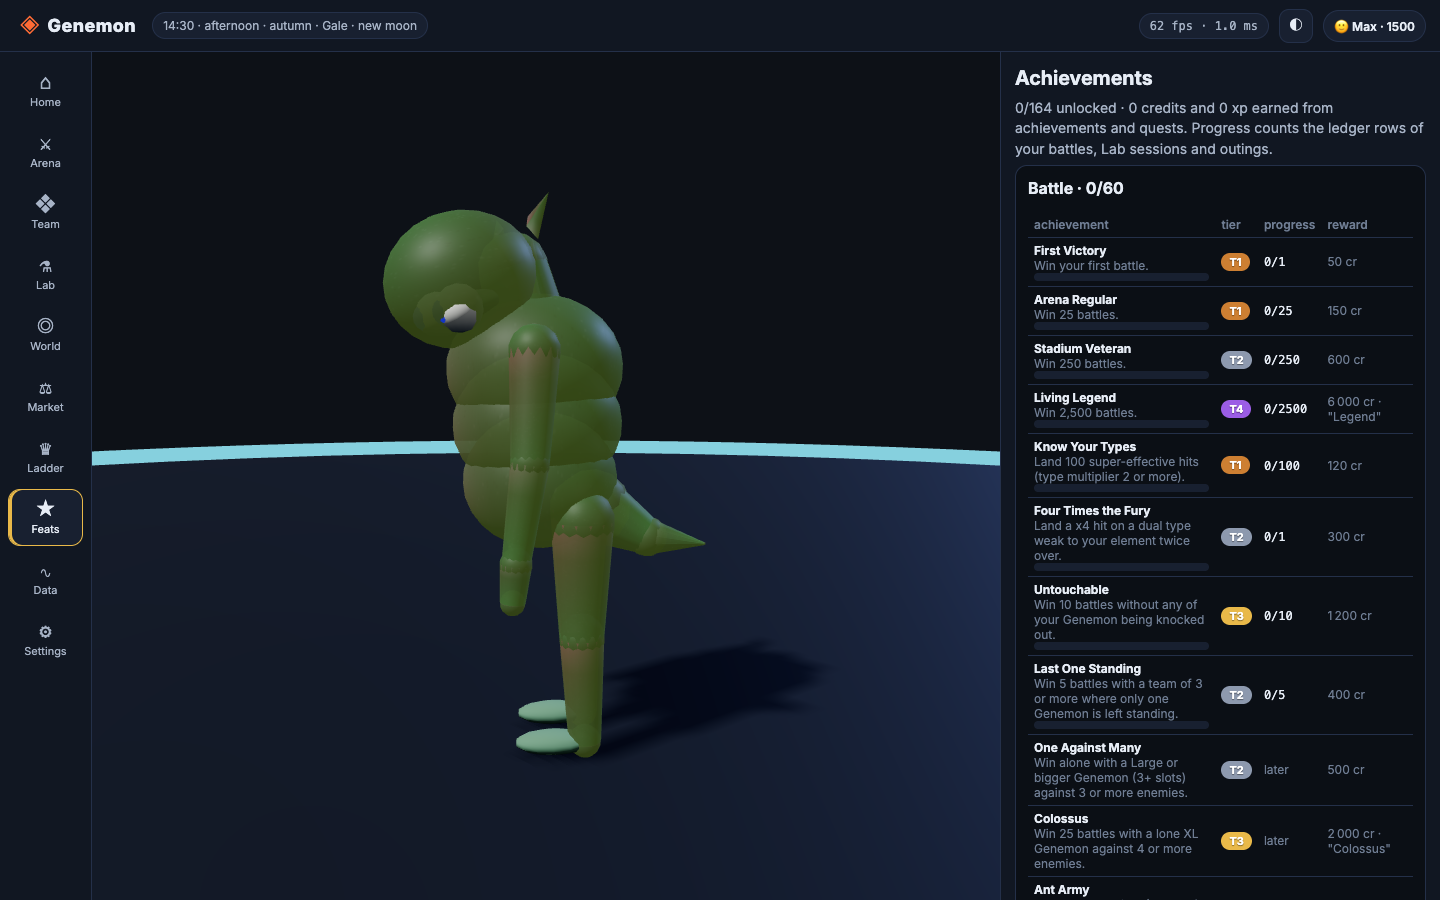 Genemon
14:30 · afternoon · autumn · Gale · new moon
62 fps · 1.0 ms
Max · 1500
Home
Arena
Team
Lab
World
Market
Ladder
Feats
Data
Settings
Achievements
0/164 unlocked · 0 credits and 0 xp earned from
achievements and quests. Progress counts the ledger rows of
your battles, Lab sessions and outings.
Battle · 0/60
achievement tier progress reward
First Victory
Win your first battle.
T1 0/1 50 cr
Arena Regular
Win 25 battles.
T1 0/25 150 cr
Stadium Veteran
Win 250 battles.
T2 0/250 600 cr
Living Legend
Win 2,500 battles.
T4 0/2500 6 000 cr ·
"Legend"
Know Your Types
Land 100 super-effective hits
(type multiplier 2 or more).
T1 0/100 120 cr
Four Times the Fury
Land a x4 hit on a dual type
weak to your element twice
over.
T2 0/1 300 cr
Untouchable
Win 10 battles without any of
your Genemon being knocked
out.
T3 0/10 1 200 cr
Last One Standing
Win 5 battles with a team of 3
or more where only one
Genemon is left standing.
T2 0/5 400 cr
One Against Many
Win alone with a Large or
bigger Genemon (3+ slots)
against 3 or more enemies.
T2 later 500 cr
Colossus
Win 25 battles with a lone XL
Genemon against 4 or more
enemies.
T3 later 2 000 cr ·
"Colossus"
Ant Army